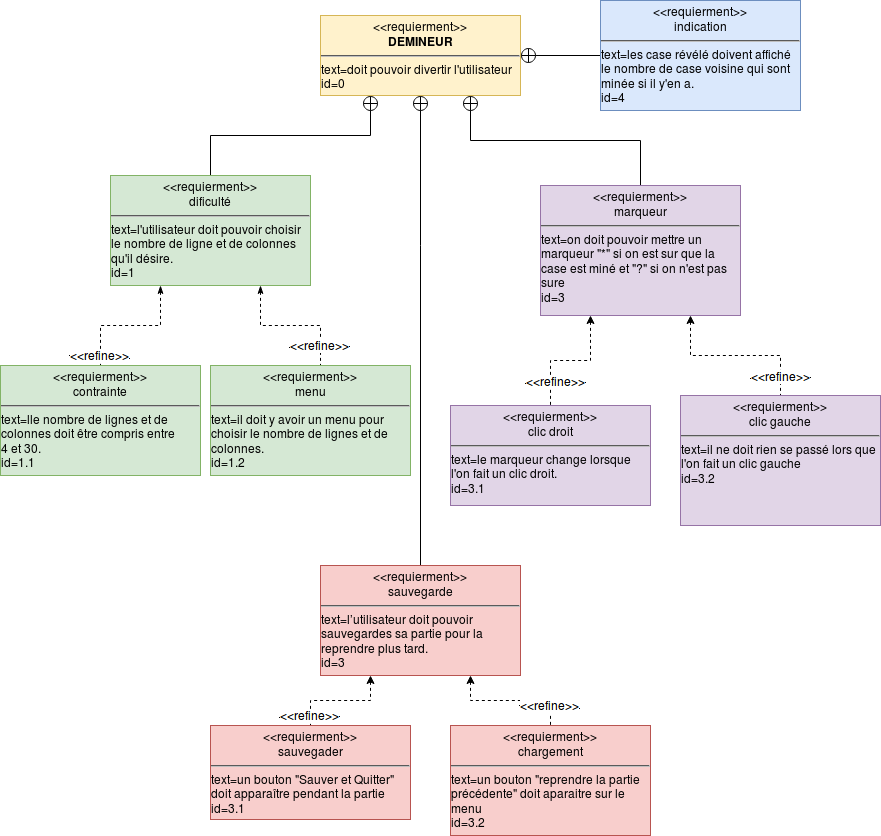 <<requierment>>
DEMINEUR
text=doit pouvoir divertir l'utilisateur
id=0
<<requierment>>
indication
text=les case révélé doivent affiché
le nombre de case voisine qui sont
minée si il y'en a.
id=4
<<requierment>>
dificulté
text=l'utilisateur doit pouvoir choisir
le nombre de ligne et de colonnes
qu'il désire.
id=1
<<requierment>>
marqueur
text=on doit pouvoir mettre un
marqueur "*" si on est sur que la
case est miné et "?" si on n'est pas
sure
id=3
<<refine>>
<<refine>>
<<requierment>>
contrainte
text=lle nombre de lignes et de
colonnes doit être compris entre
4 et 30.
id=1.1
<<requierment>>
menu
text=il doit y avoir un menu pour
choisir le nombre de lignes et de
colonnes.
id=1.2
<<refine>>
<<refine>>
<<requierment>>
clic droit
text=le marqueur change lorsque
l'on fait un clic droit.
id=3.1
<<requierment>>
clic gauche
text=il ne doit rien se passé lors que
l'on fait un clic gauche
id=3.2
<<requierment>>
sauvegarde
text=l'utilisateur doit pouvoir
sauvegardes sa partie pour la
reprendre plus tard.
id=3
<<refine>>
<<refine>>
<<requierment>>
sauvegader
text=un bouton "Sauver et Quitter"
doit apparaître pendant la partie
id=3.1
<<requierment>>
chargement
text=un bouton "reprendre la partie
précédente" doit aparaitre sur le
menu
id=3.2